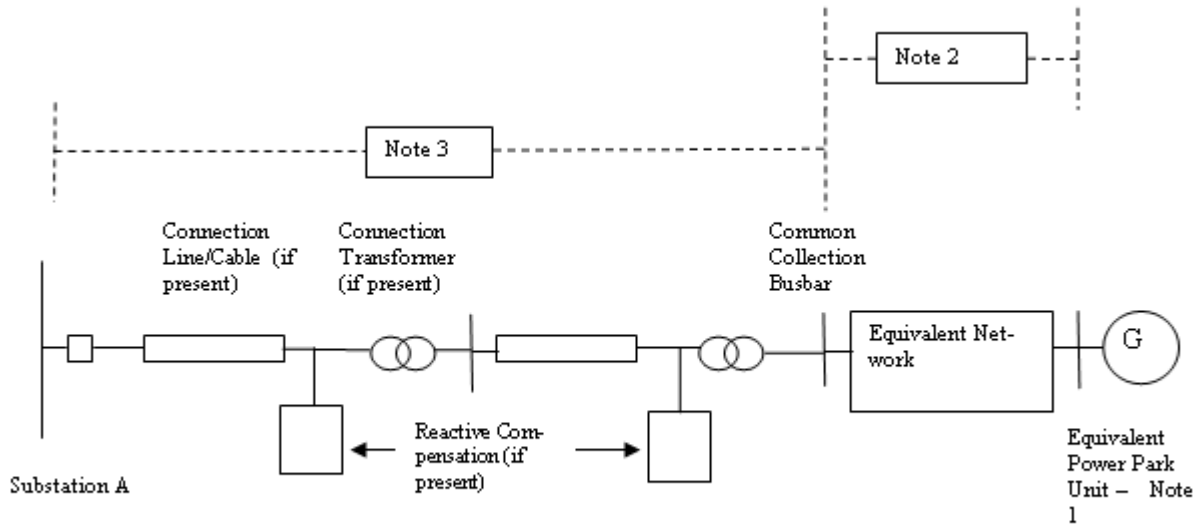 Note 2
Note 3
Connection
Line/Cable (if
present)
Connection
Transformer
(if present)
Common
Collection
Busbar
Equivalent Net-
work
G
Reactive Com-
pensation (if
present)
Substation A
Equivalent
Power Park
Unit – Note
1